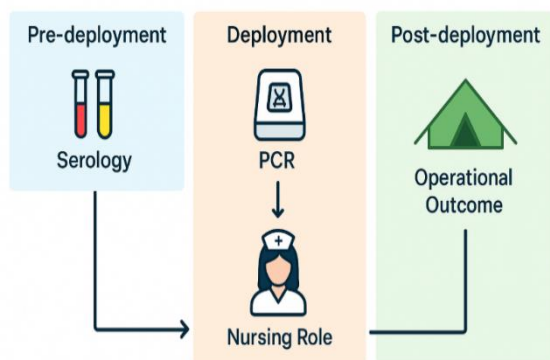 Pre-deployment
Serology
Deployment
PCR
Nursing Role
Post-deployment
Operational
Outcome